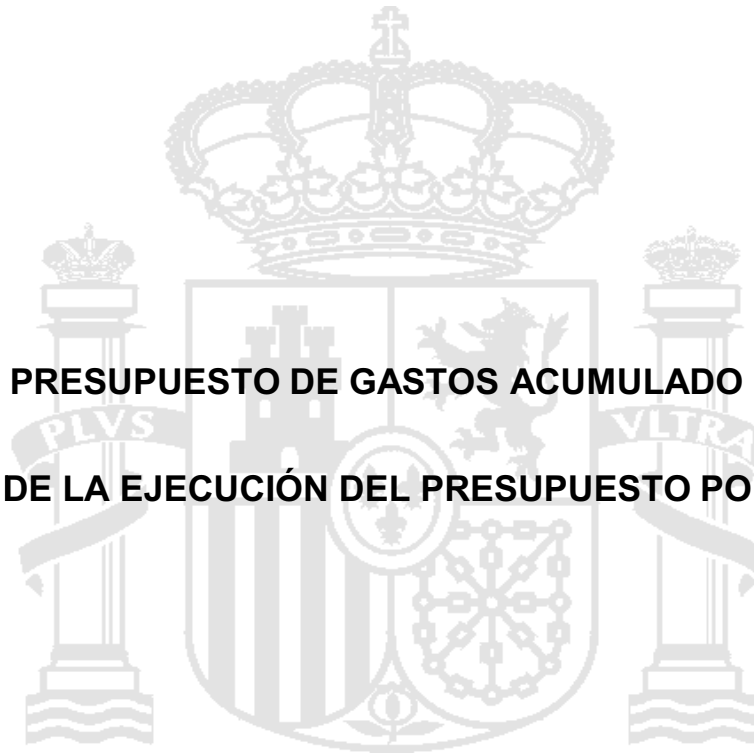 PRESUPUESTO DE GASTOS ACUMULADO
DE LA EJECUCIÓN DEL PRESUPUESTO PO
PLVS
VLTRA